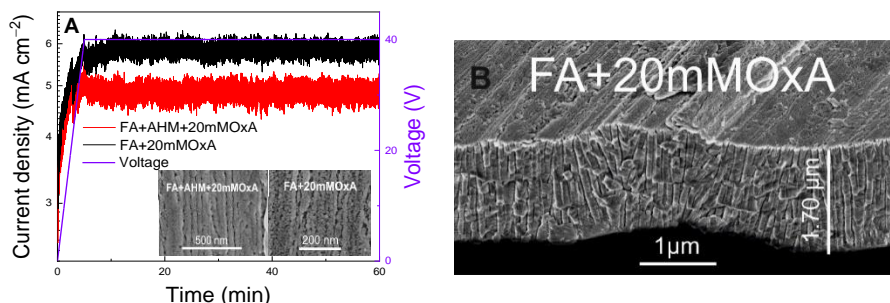 A
Current density (mA cm⁻²)
6
5
4
3
FA+AHM+20mMOxA
FA+20mMOxA
Voltage
FA+AHM+20mMOxA
500 nm
FA+20mMOxA
200 nm
0
20
40
60
Time (min)
40
20
0
Voltage (V)
B
FA+20mMOxA
1.70 µm
1µm